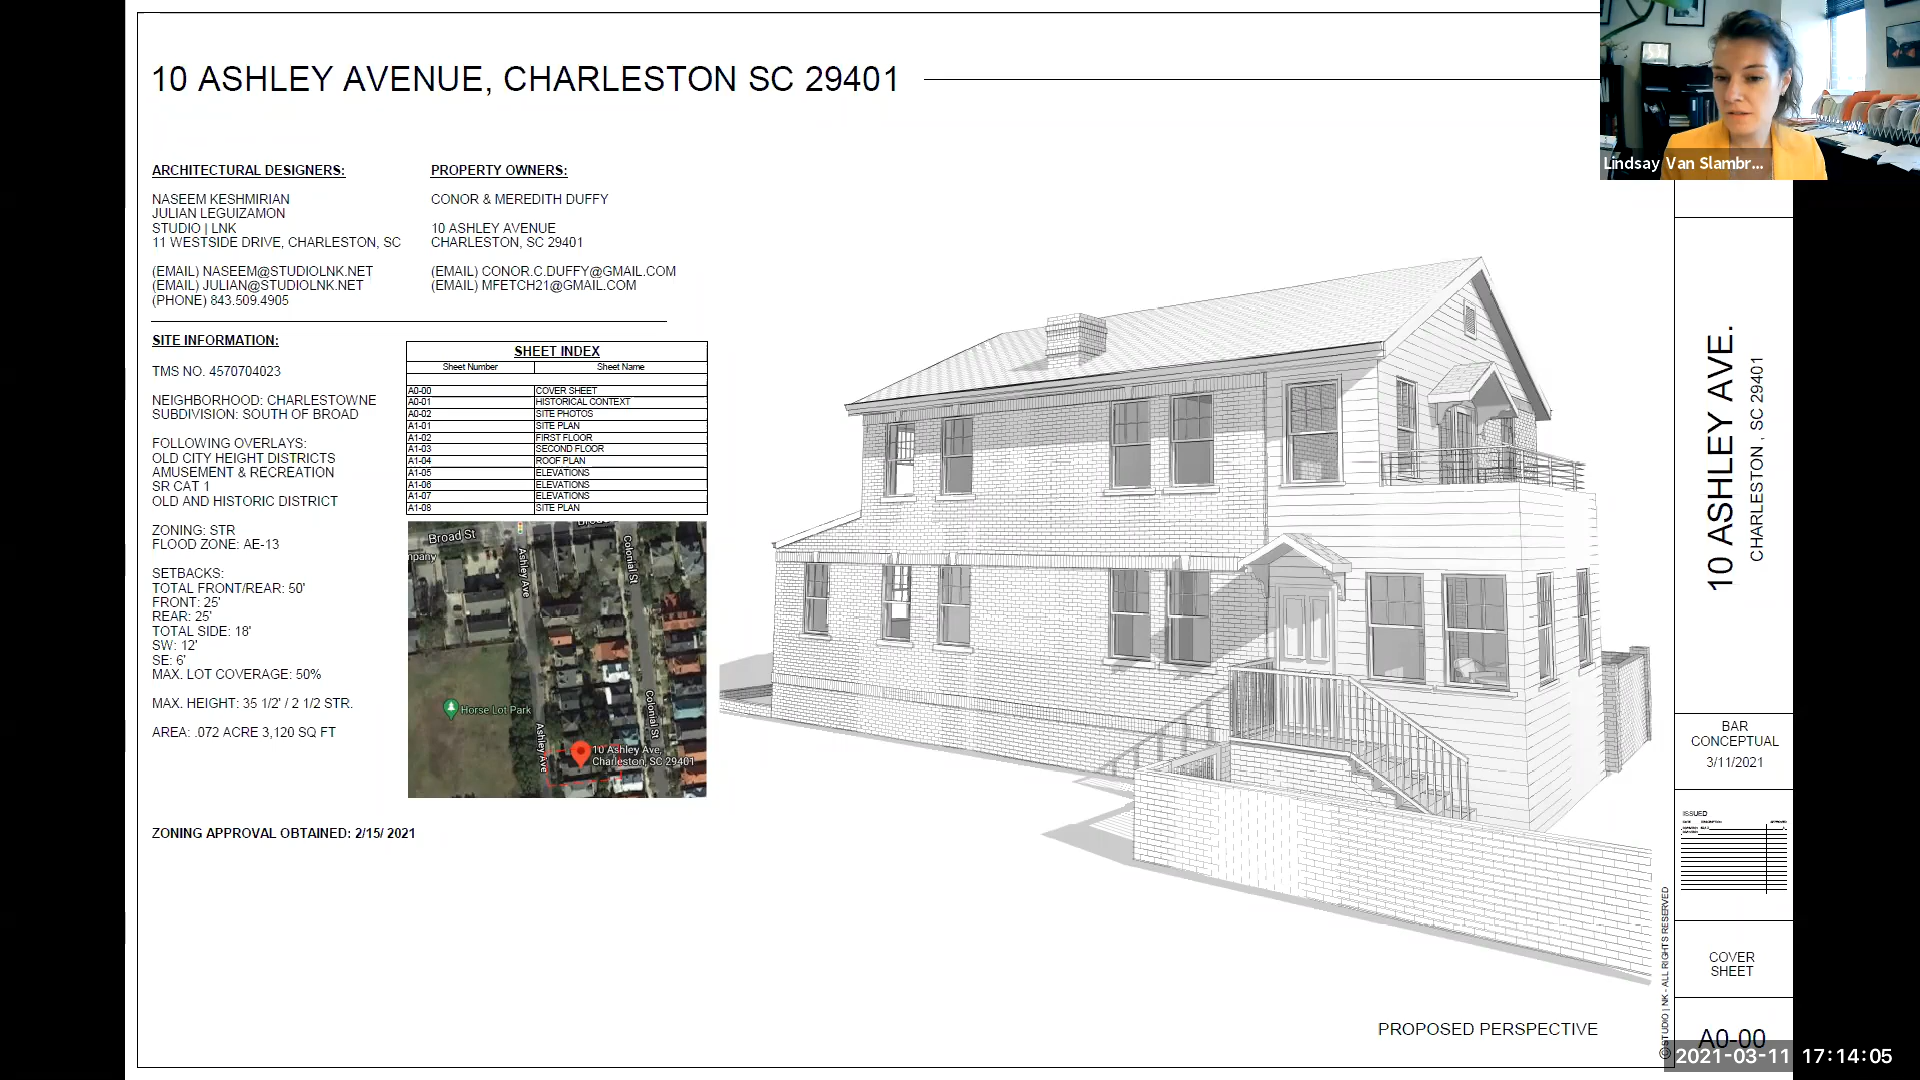 10 ASHLEY AVENUE, CHARLESTON SC 29401
Lindsay Van Slambr...
ARCHITECTURAL DESIGNERS:
NASEEM KESHMIRIAN
JULIAN LEGUIZAMON
STUDIO | LNK
11 WESTSIDE DRIVE, CHARLESTON, SC
(EMAIL) NASEEM@STUDIOLNK.NET
(EMAIL) JULIAN@STUDIOLNK.NET
(PHONE) 843.509.4905
PROPERTY OWNERS:
CONOR & MEREDITH DUFFY
10 ASHLEY AVENUE
CHARLESTON, SC 29401
(EMAIL) CONOR.C.DUFFY@GMAIL.COM
(EMAIL) MFETCH21@GMAIL.COM
SITE INFORMATION:
TMS NO. 4570704023
NEIGHBORHOOD: CHARLESTOWNE
SUBDIVISION: SOUTH OF BROAD
FOLLOWING OVERLAYS:
OLD CITY HEIGHT DISTRICTS
AMUSEMENT & RECREATION
SR CAT 1
OLD AND HISTORIC DISTRICT
ZONING: STR
FLOOD ZONE: AE-13
SETBACKS:
TOTAL FRONT/REAR: 50'
FRONT: 25'
REAR: 25'
TOTAL SIDE: 18'
SW: 12'
SE: 6'
MAX. LOT COVERAGE: 50%
MAX. HEIGHT: 35 1/2' / 2 1/2 STR.
AREA: .072 ACRE 3,120 SQ FT
ZONING APPROVAL OBTAINED: 2/15/ 2021
SHEET INDEX
Sheet Number Sheet Name
A0-00 COVER SHEET
A0-01 HISTORICAL CONTEXT
A0-02 SITE PHOTOS
A1-01 SITE PLAN
A1-02 FIRST FLOOR
A1-03 SECOND FLOOR
A1-04 ROOF PLAN
A1-05 ELEVATIONS
A1-06 ELEVATIONS
A1-07 ELEVATIONS
A1-08 SITE PLAN
Broad St
mpany
Ashley Ave
Colonial St
Horse Lot Park
Ashley Ave
Colonial St
10 Ashley Ave,
Charleston, SC 29401
PROPOSED PERSPECTIVE
10 ASHLEY AVE.
CHARLESTON, SC 29401
BAR
CONCEPTUAL
3/11/2021
ISSUED
©STUDIO | NK - ALL RIGHTS RESERVED
COVER
SHEET
A0-00
2021-03-11 17:14:05